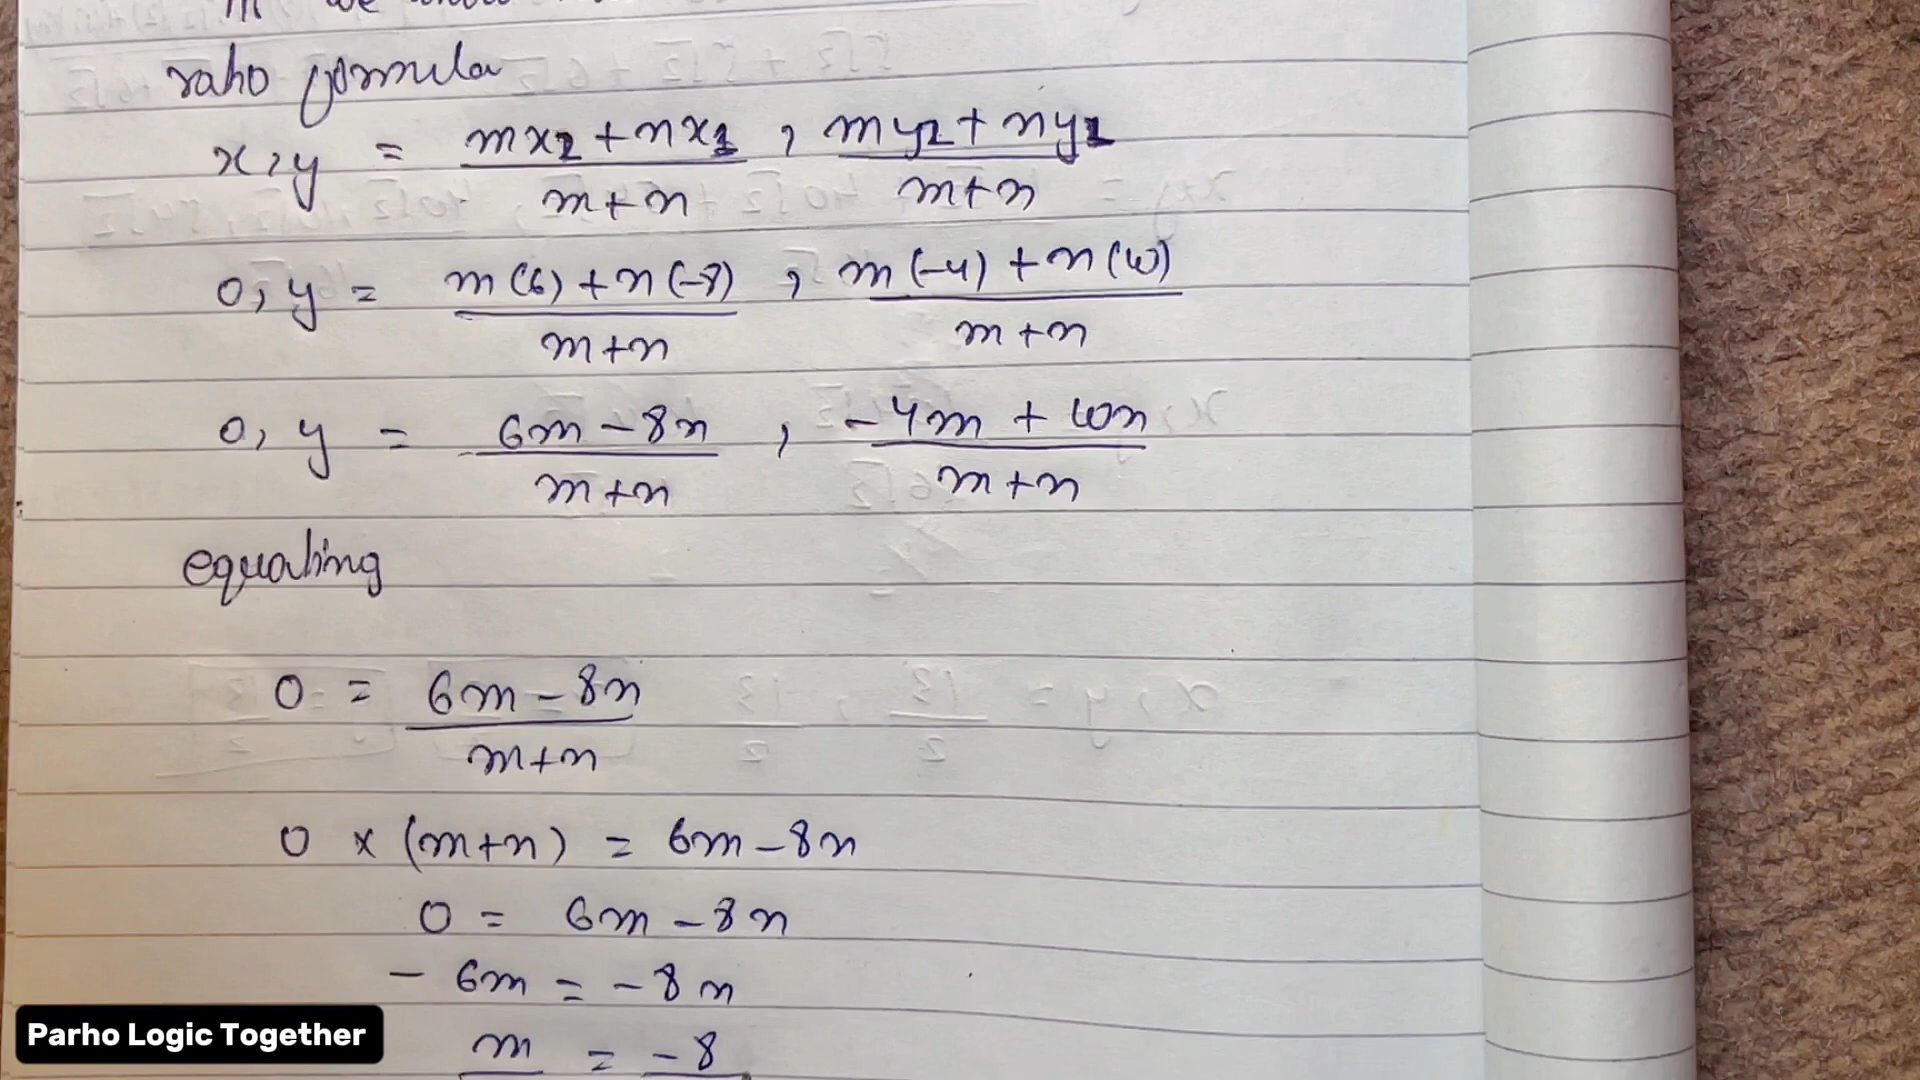 ratio formula
x, y = mx2 + nx1 / m+n , my2 + ny1 / m+n
0, y = m(6) + n(-8) / m+n , m(-4) + n(10) / m+n
0, y = 6m - 8n / m+n , -4m + 10n / m+n
equating
0 = 6m - 8n / m+n
0 × (m+n) = 6m - 8n
0 = 6m - 8n
- 6m = - 8n
m = -8
Parho Logic Together